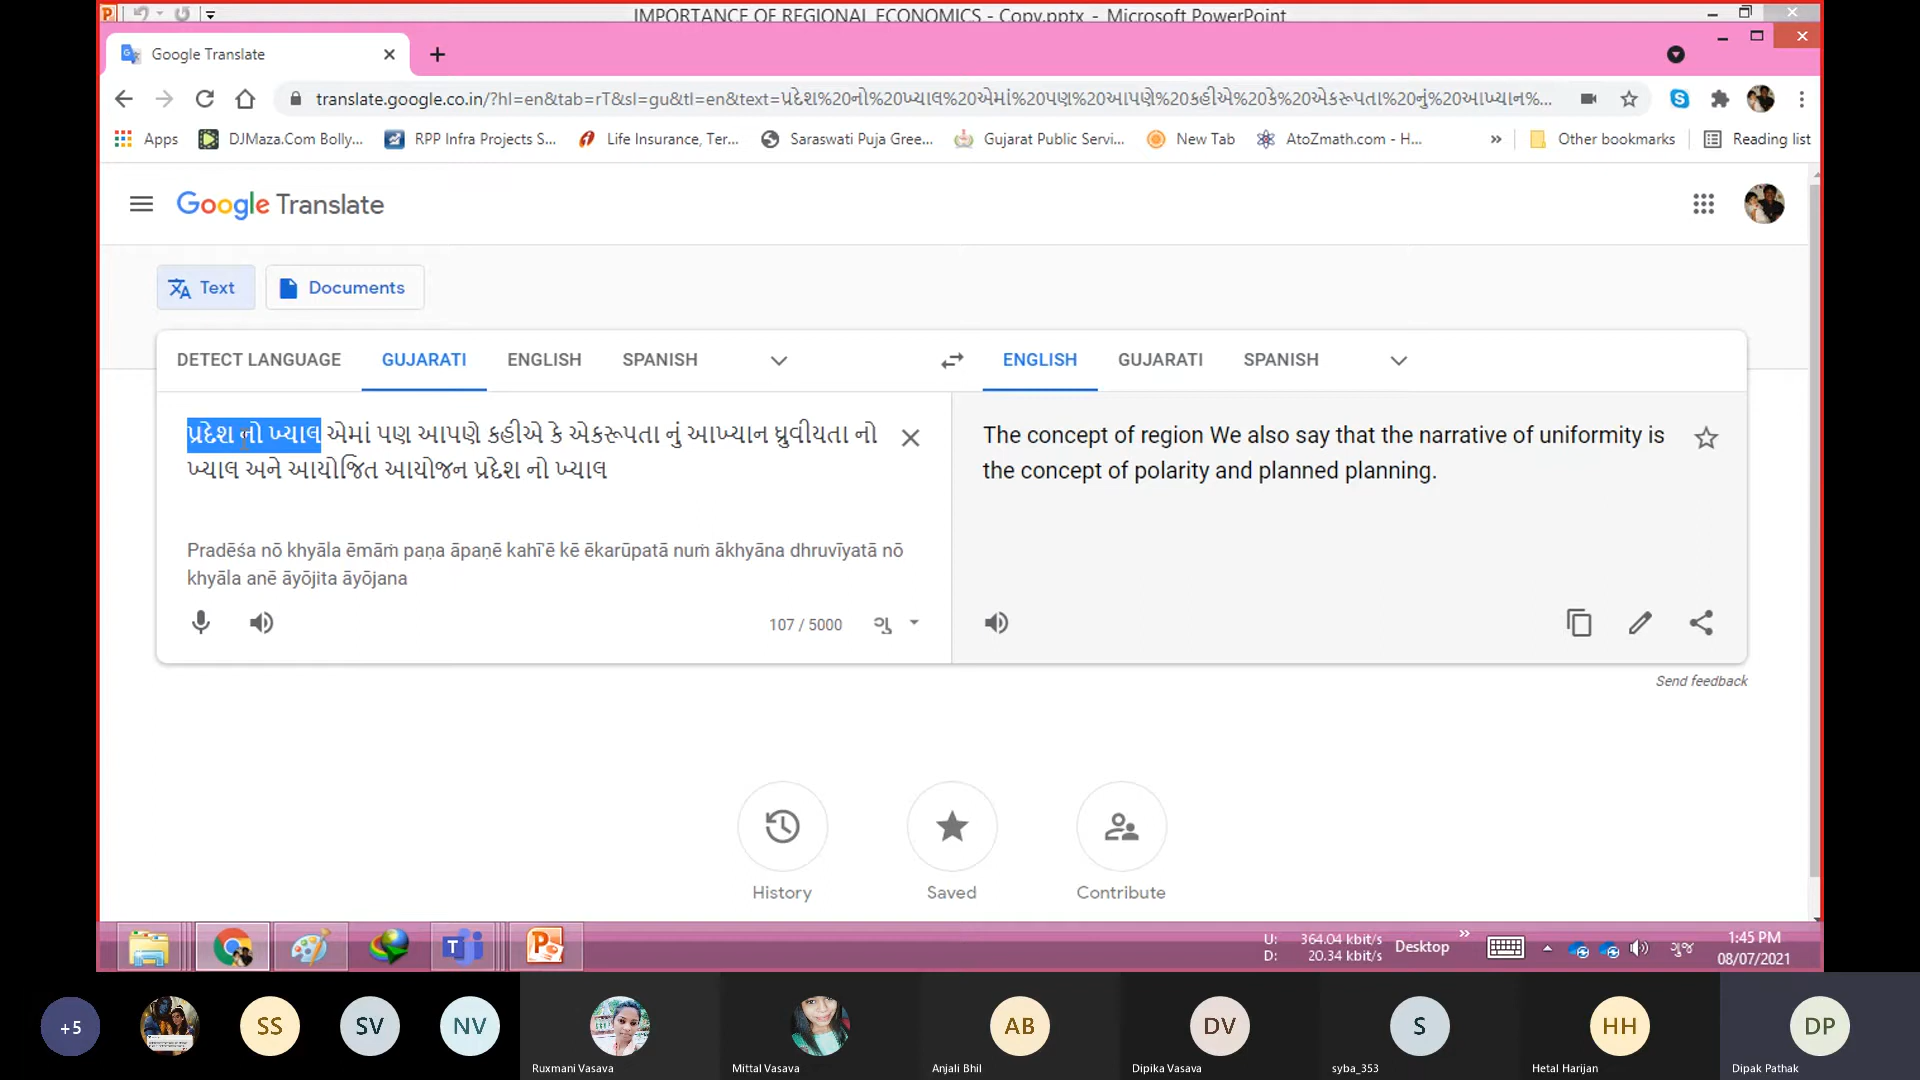 IMPORTANCE OF REGIONAL ECONOMICS - Copy.pptx - Microsoft PowerPoint
Google Translate
translate.google.co.in/?hl=en&tab=rT&sl=gu&tl=en&text=પ્રદેશ%20નો%20ખ્યાલ%20એમાં%20પણ%20આપણે%20કહીએ%20કે%20એકરૂપતા%20નું%20આખ્યાન%...
Apps DJMaza.Com Bolly... RPP Infra Projects S... Life Insurance, Ter... Saraswati Puja Gree... Gujarat Public Servi... New Tab AtoZmath.com - H... » Other bookmarks Reading list
Google Translate
Text Documents
DETECT LANGUAGE GUJARATI ENGLISH SPANISH ENGLISH GUJARATI SPANISH
પ્રદેશ નો ખ્યાલ એમાં પણ આપણે કહીએ કે એકરૂપતા નું આખ્યાન ધ્રુવીયતા નો
ખ્યાલ અને આયોજિત આયોજન પ્રદેશ નો ખ્યાલ
The concept of region We also say that the narrative of uniformity is
the concept of polarity and planned planning.
Pradēśa nō khyāla ēmāṁ paṇa āpaṇē kahī'ē kē ēkarūpatā nuṁ ākhyāna dhruvīyatā nō
khyāla anē āyōjita āyōjana
107 / 5000 ગુ
Send feedback
History Saved Contribute
U: 364.04 kbit/s
D: 20.34 kbit/s
Desktop » ગુજ
1:45 PM
08/07/2021
+5 SS SV NV AB DV S HH DP
Ruxmani Vasava Mittal Vasava Anjali Bhil Dipika Vasava syba_353 Hetal Harijan Dipak Pathak